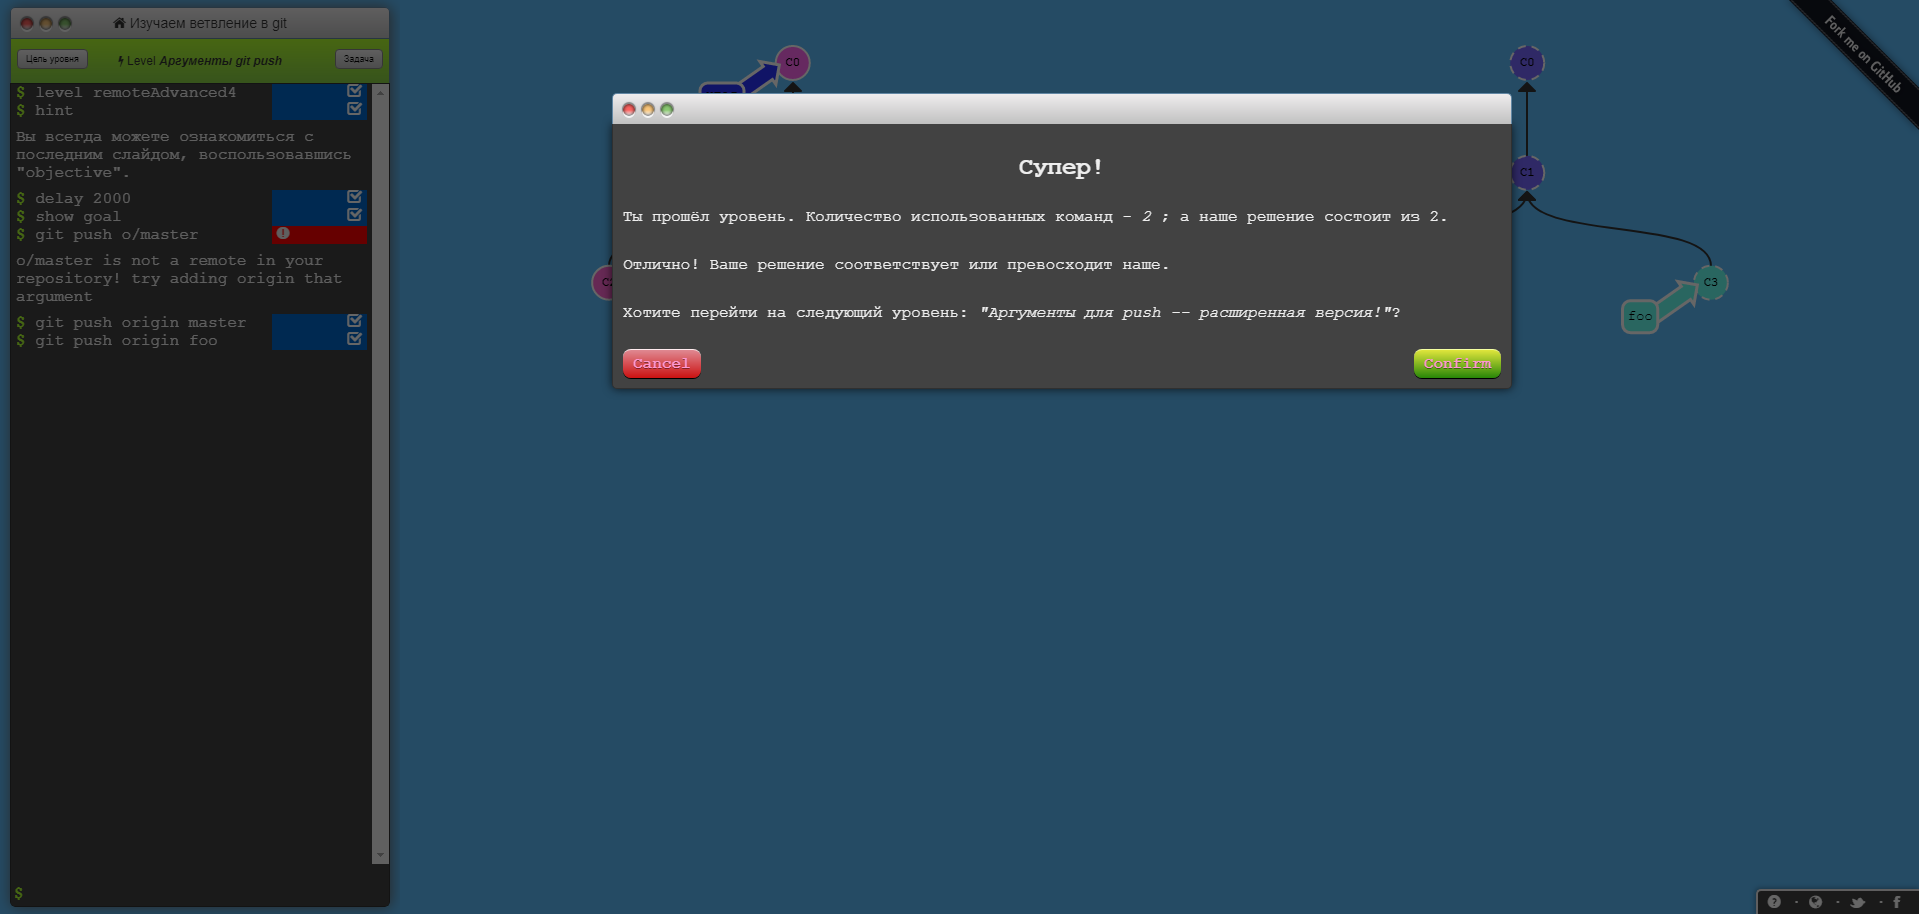 Изучаем ветвление в git
Цель уровня
Level Аргументы git push
Задача
$ level remoteAdvanced4
$ hint
Вы всегда можете ознакомиться с
последним слайдом, воспользовавшись
"objective".
$ delay 2000
$ show goal
$ git push o/master
o/master is not a remote in your
repository! try adding origin that
argument
$ git push origin master
$ git push origin foo
$
C0
Супер!
Ты прошёл уровень. Количество использованных команд - 2 ; а наше решение состоит из 2.
Отлично! Ваше решение соответствует или превосходит наше.
Хотите перейти на следующий уровень: "Аргументы для push -- расширенная версия!"?
Cancel
Confirm
C0
C1
C3
foo
Fork me on GitHub